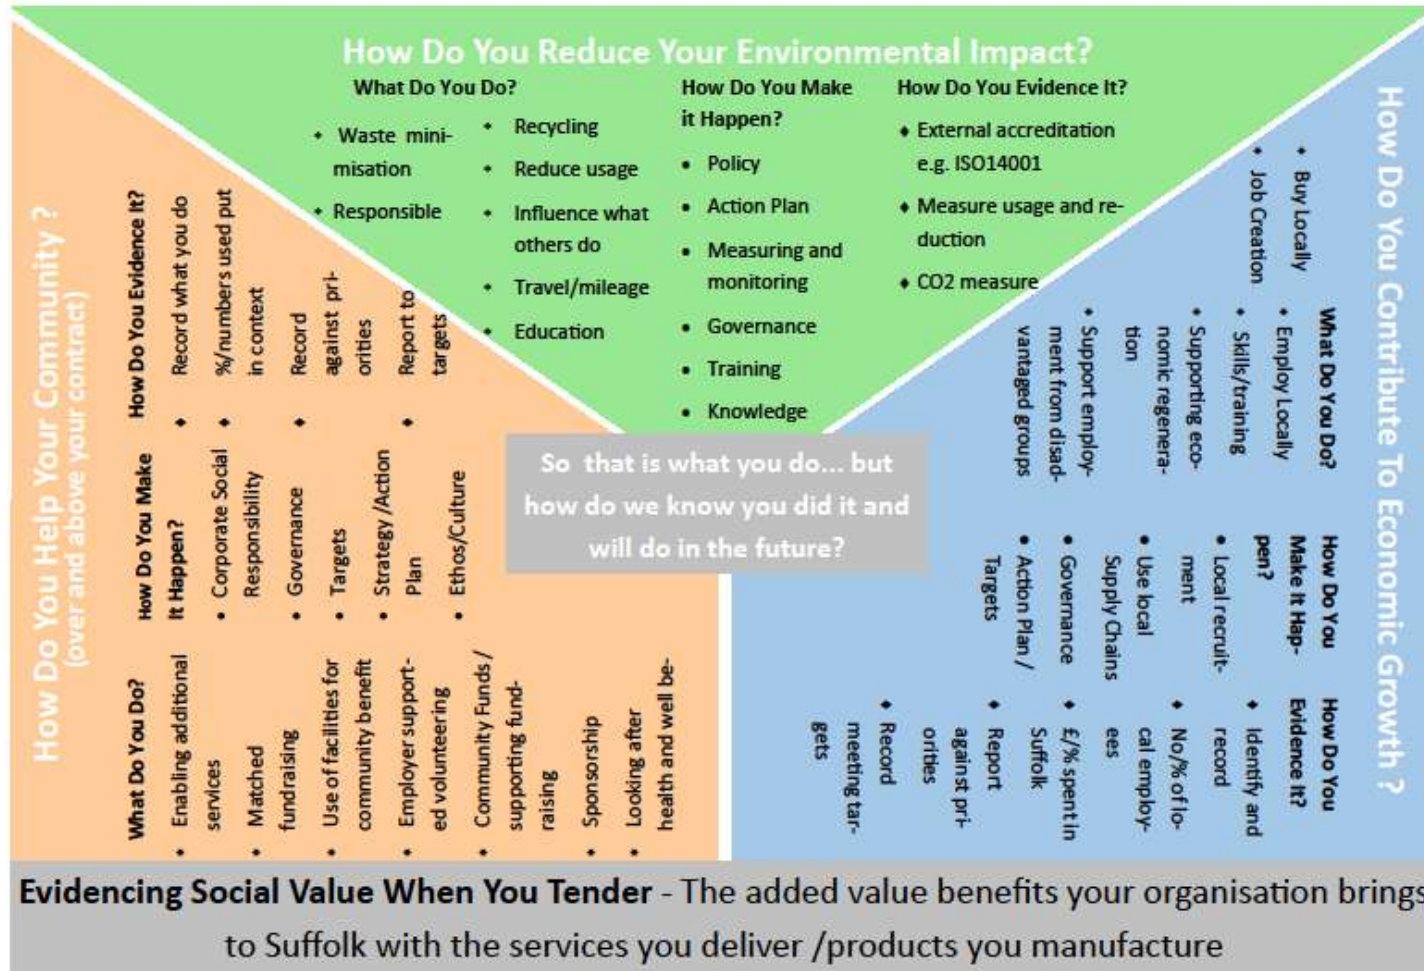 How Do You Reduce Your Environmental Impact?
What Do You Do?
• Waste mini-
misation
• Responsible
• Recycling
• Reduce usage
• Influence what
others do
• Travel/mileage
• Education
How Do You Make
it Happen?
• Policy
• Action Plan
• Measuring and
monitoring
• Governance
• Training
• Knowledge
How Do You Evidence It?
♦ External accreditation
e.g. ISO14001
♦ Measure usage and re-
duction
♦ CO2 measure
How Do You Help Your Community ?
(over and above your contract)
What Do You Do?
• Enabling additional
services
• Matched
fundraising
• Use of facilities for
community benefit
• Employer support-
ed volunteering
• Community Funds /
supporting fund-
raising
• Sponsorship
• Looking after
health and well be-
How Do You Make
It Happen?
• Corporate Social
Responsibility
• Governance
• Targets
• Strategy /Action
Plan
• Ethos/Culture
How Do You Evidence It?
♦ Record what you do
♦ %/numbers used put
in context
♦ Record
against pri-
orities
♦ Report to
targets
How Do You Contribute To Economic Growth ?
What Do You Do?
• Buy Locally
• Job Creation
• Employ Locally
• Skills/training
• Supporting eco-
nomic regenera-
tion
• Support employ-
ment from disad-
vantaged groups
How Do You
Make It Hap-
pen?
• Local recruit-
ment
• Use local
Supply Chains
• Governance
• Action Plan /
Targets
How Do You
Evidence It?
♦ Identify and
record
♦ No/% of lo-
cal employ-
ees
♦ £/% spent in
Suffolk
♦ Report
against pri-
orities
♦ Record
meeting tar-
gets
So that is what you do... but
how do we know you did it and
will do in the future?
Evidencing Social Value When You Tender - The added value benefits your organisation brings
to Suffolk with the services you deliver /products you manufacture